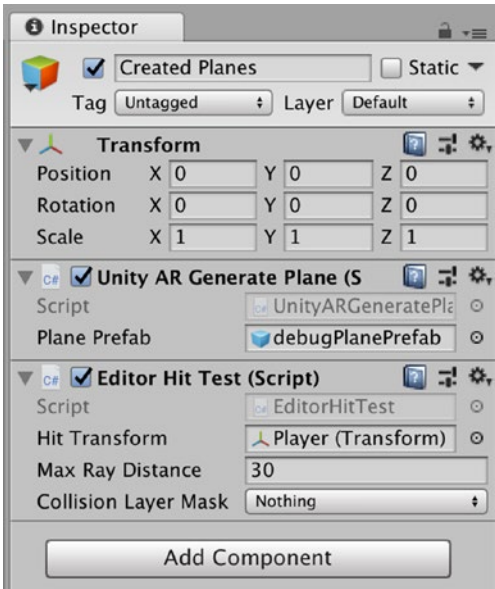 Inspector
Created Planes Static
Tag Untagged Layer Default
Transform
Position X 0 Y 0 Z 0
Rotation X 0 Y 0 Z 0
Scale X 1 Y 1 Z 1
C# Unity AR Generate Plane (S
Script UnityARGeneratePla
Plane Prefab debugPlanePrefab
C# Editor Hit Test (Script)
Script EditorHitTest
Hit Transform Player (Transform)
Max Ray Distance 30
Collision Layer Mask Nothing
Add Component